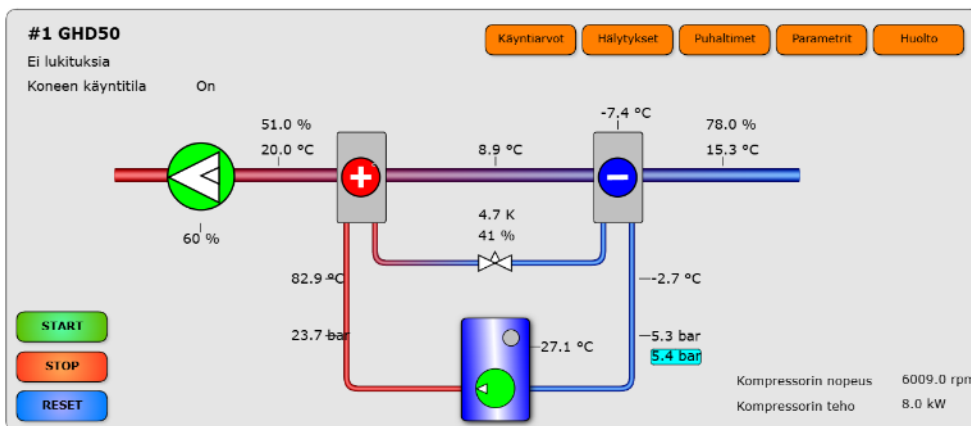 #1 GHD50
Käyntiarvot Hälytykset Puhaltimet Parametrit Huolto
Ei lukituksia
Koneen käyntitila On
-7.4 °C
51.0 % 78.0 %
20.0 °C 8.9 °C 15.3 °C
4.7 K
60 % 41 %
82.9 °C -2.7 °C
START
23.7 bar 5.3 bar
27.1 °C
5.4 bar
STOP
Kompressorin nopeus 6009.0 rpm
RESET
Kompressorin teho 8.0 kW